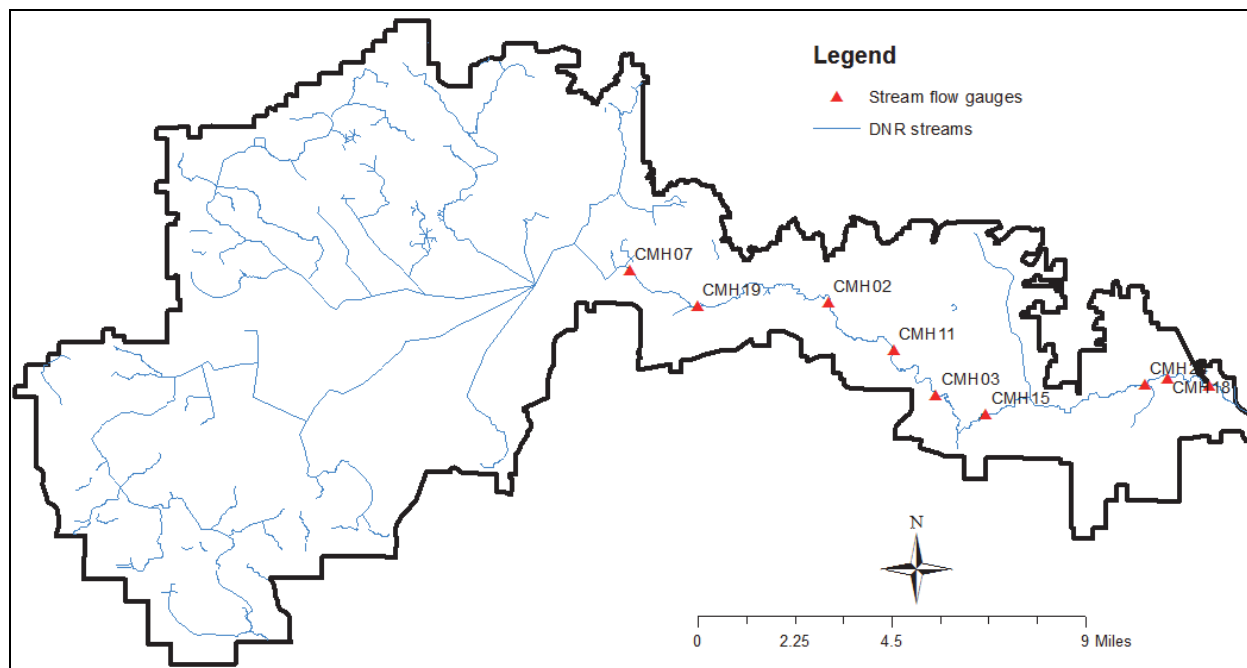 Legend
Stream flow gauges
DNR streams
CMH07
CMH19
CMH02
CMH11
CMH03
CMH15
CMH18
N
0 2.25 4.5 9 Miles